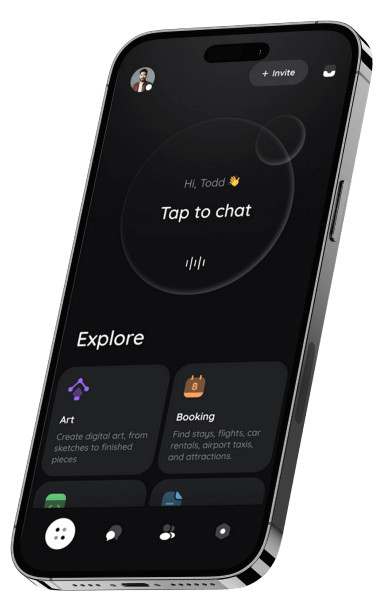 + Invite
Hi, Todd 👋
Tap to chat
Explore
Art
Create digital art, from
sketches to finished
pieces
8
Booking
Find stays, flights, car
rentals, airport taxis,
and attractions.